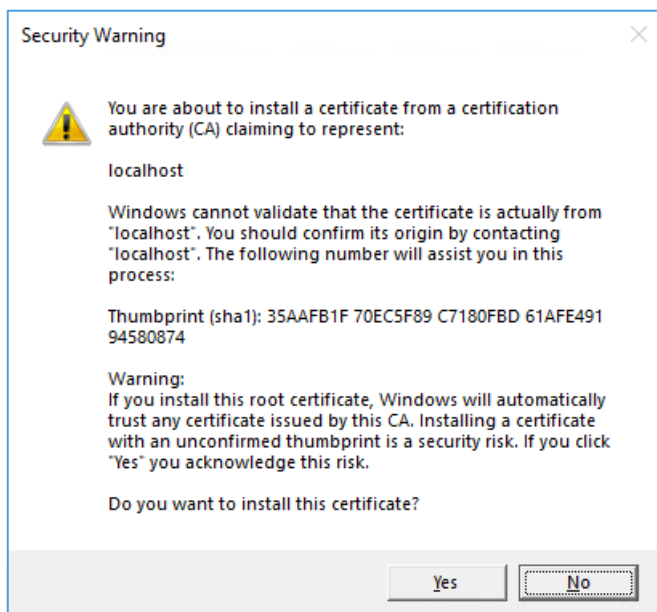 Security Warning
You are about to install a certificate from a certification
authority (CA) claiming to represent:
localhost
Windows cannot validate that the certificate is actually from
"localhost". You should confirm its origin by contacting
"localhost". The following number will assist you in this
process:
Thumbprint (sha1): 35AAFB1F 70EC5F89 C7180FBD 61AFE491
94580874
Warning:
If you install this root certificate, Windows will automatically
trust any certificate issued by this CA. Installing a certificate
with an unconfirmed thumbprint is a security risk. If you click
"Yes" you acknowledge this risk.
Do you want to install this certificate?
Yes
No